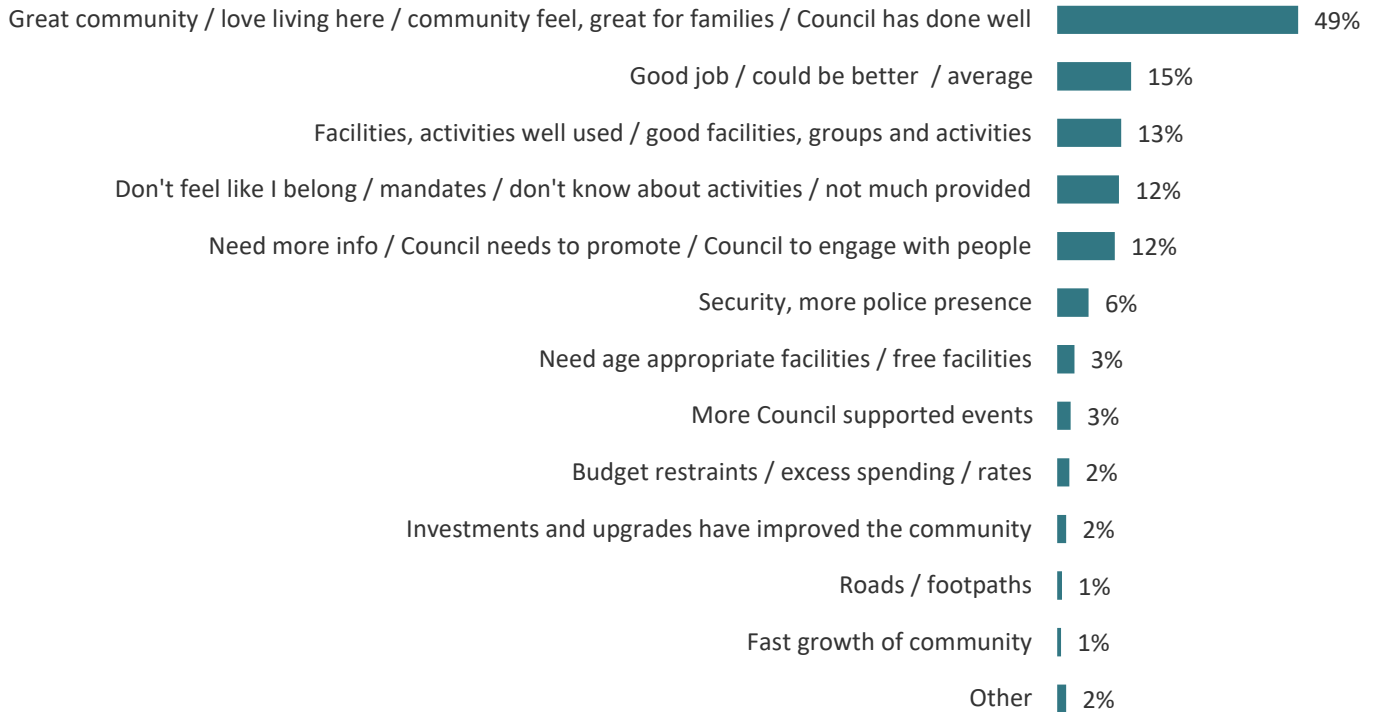 Great community / love living here / community feel, great for families / Council has done well 49%
Good job / could be better / average 15%
Facilities, activities well used / good facilities, groups and activities 13%
Don't feel like I belong / mandates / don't know about activities / not much provided 12%
Need more info / Council needs to promote / Council to engage with people 12%
Security, more police presence 6%
Need age appropriate facilities / free facilities 3%
More Council supported events 3%
Budget restraints / excess spending / rates 2%
Investments and upgrades have improved the community 2%
Roads / footpaths 1%
Fast growth of community 1%
Other 2%